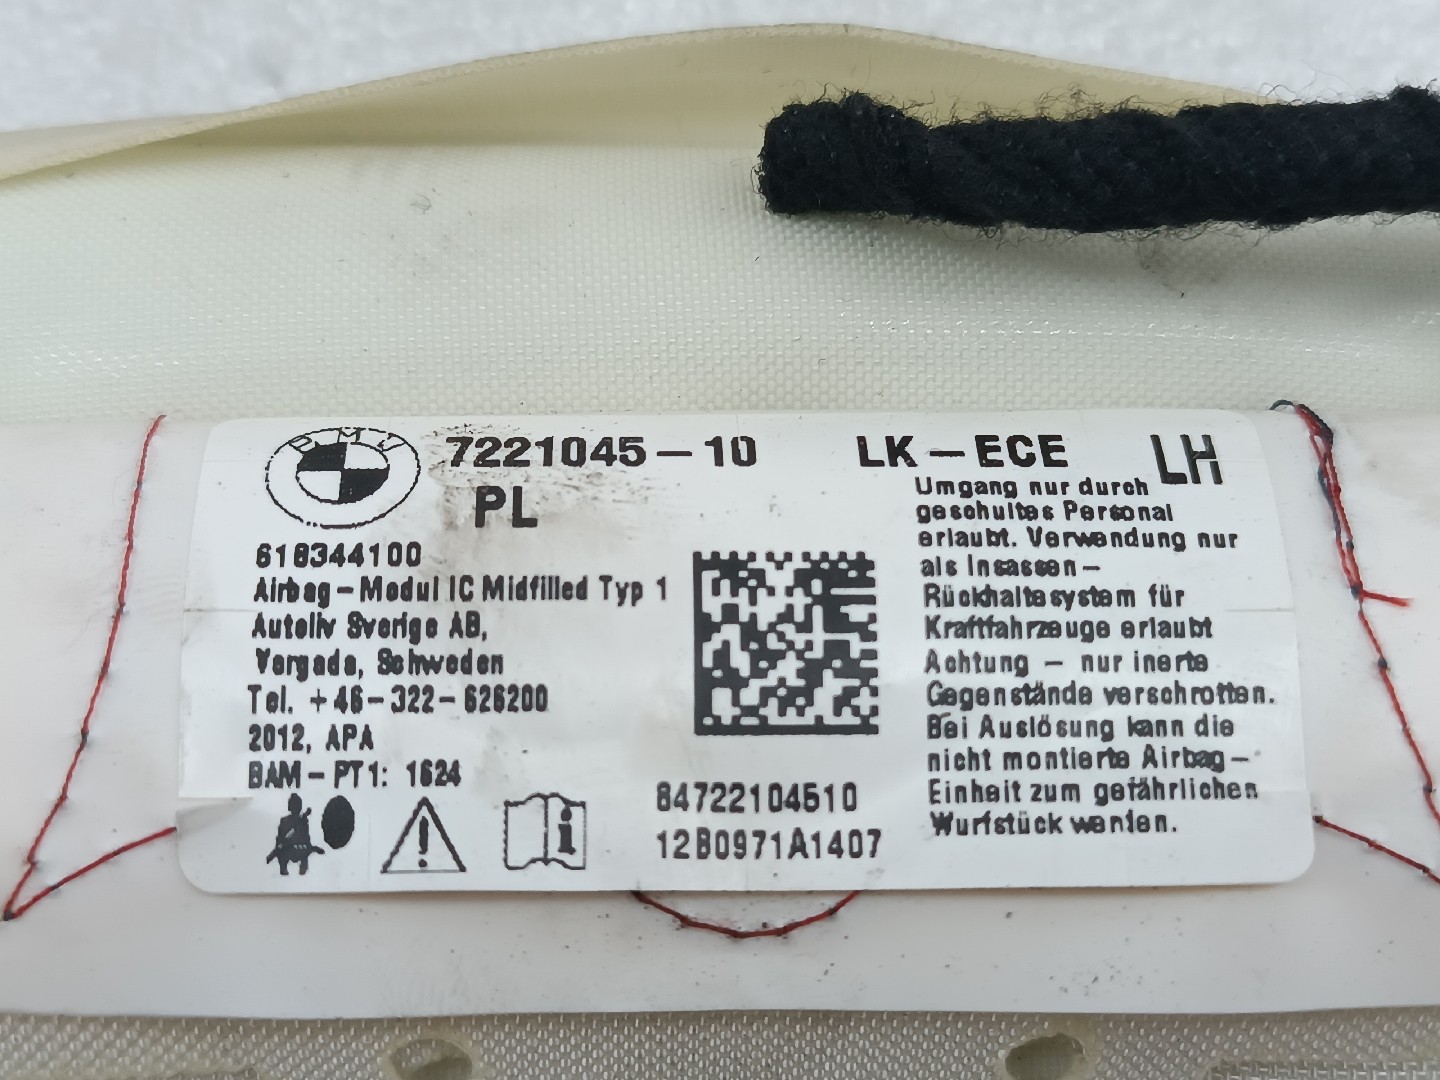 BMW
7221045-10 LK-ECE LH
PL
618344100
Airbag-Modul IC Midfilled Typ 1
Autoliv Sverige AB,
Vargada, Schweden
Tel. +46-322-626200
2012, APA
BAM-PT1: 1624
84722104510
12B0971A1407
Umgang nur durch
geschultes Personal
erlaubt. Verwendung nur
als Insassen-
Rückhaltesystem für
Kraftfahrzeuge erlaubt
Achtung - nur inerte
Gegenstände verschrotten.
Bei Auslösung kann die
nicht montierte Airbag-
Einheit zum gefährlichen
Wurfstück werden.